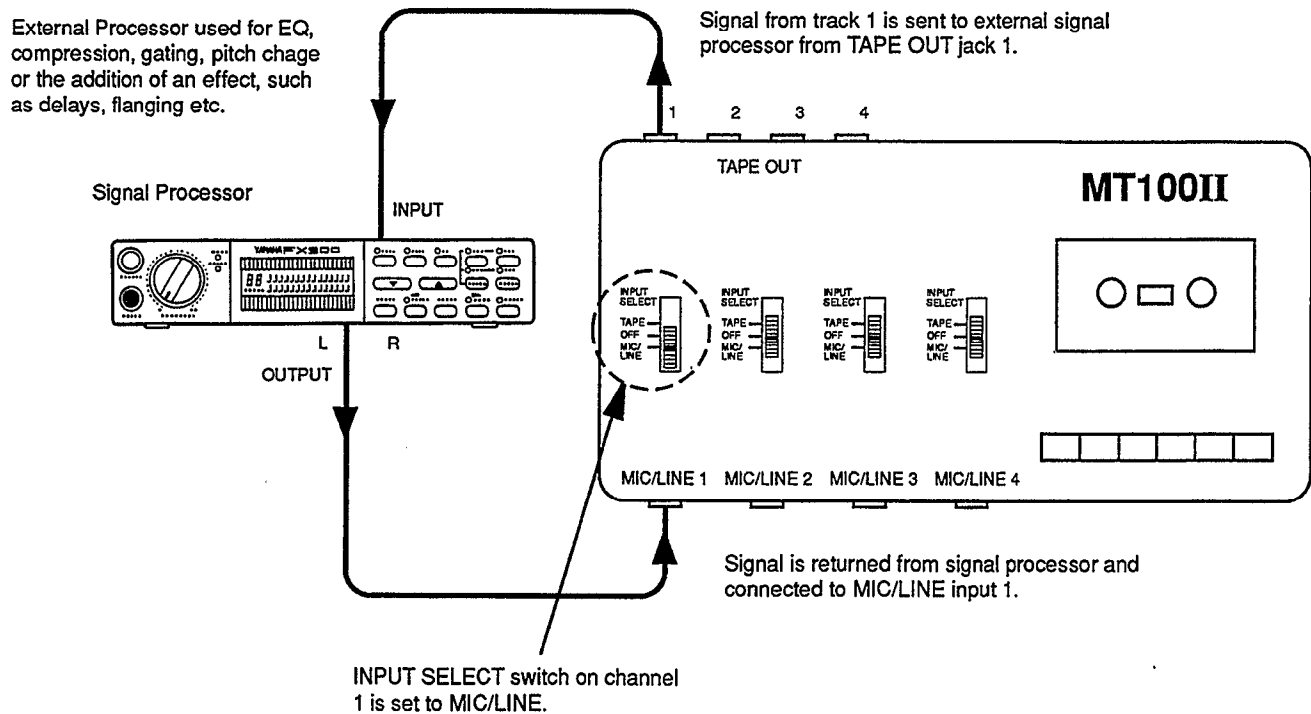 External Processor used for EQ,
compression, gating, pitch chage
or the addition of an effect, such
as delays, flanging etc.
Signal from track 1 is sent to external signal
processor from TAPE OUT jack 1.
1 2 3 4
TAPE OUT
MT100II
Signal Processor
INPUT
YAMAHA FX900
L R
OUTPUT
INPUT
SELECT
TAPE
OFF
MIC/
LINE
INPUT
SELECT
TAPE
OFF
MIC/
LINE
INPUT
SELECT
TAPE
OFF
MIC/
LINE
INPUT
SELECT
TAPE
OFF
MIC/
LINE
MIC/LINE 1 MIC/LINE 2 MIC/LINE 3 MIC/LINE 4
Signal is returned from signal processor and
connected to MIC/LINE input 1.
INPUT SELECT switch on channel
1 is set to MIC/LINE.